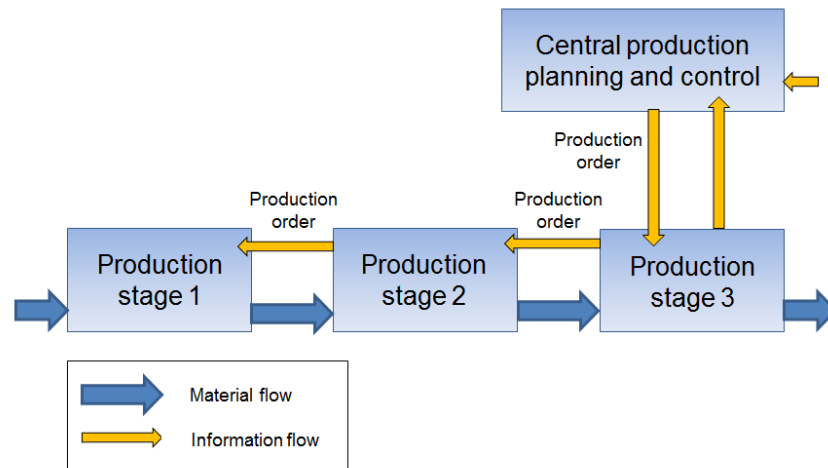 Central production
planning and control
Production
order
Production
order
Production
order
Production
stage 1
Production
stage 2
Production
stage 3
Material flow
Information flow